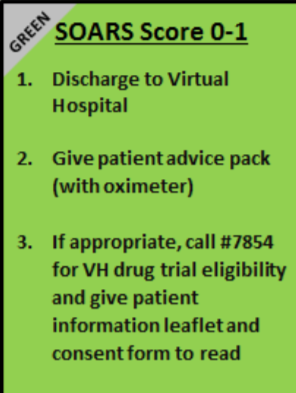 GREEN
SOARS Score 0-1
1. Discharge to Virtual
Hospital
2. Give patient advice pack
(with oximeter)
3. If appropriate, call #7854
for VH drug trial eligibility
and give patient
information leaflet and
consent form to read